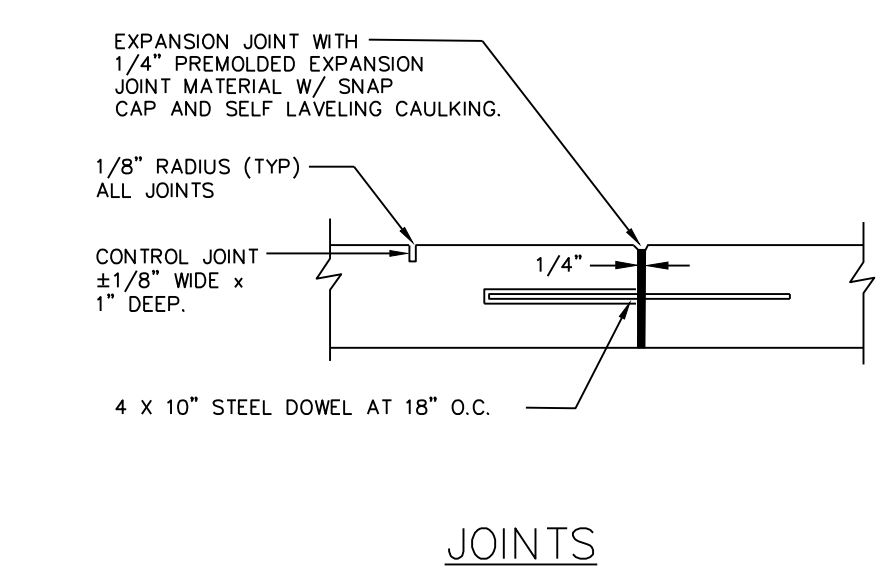 EXPANSION JOINT WITH
1/4" PREMOLDED EXPANSION
JOINT MATERIAL W/ SNAP
CAP AND SELF LAVELING CAULKING.
1/8" RADIUS (TYP)
ALL JOINTS
CONTROL JOINT
±1/8" WIDE x
1" DEEP.
1/4"
4 X 10" STEEL DOWEL AT 18" O.C.
JOINTS